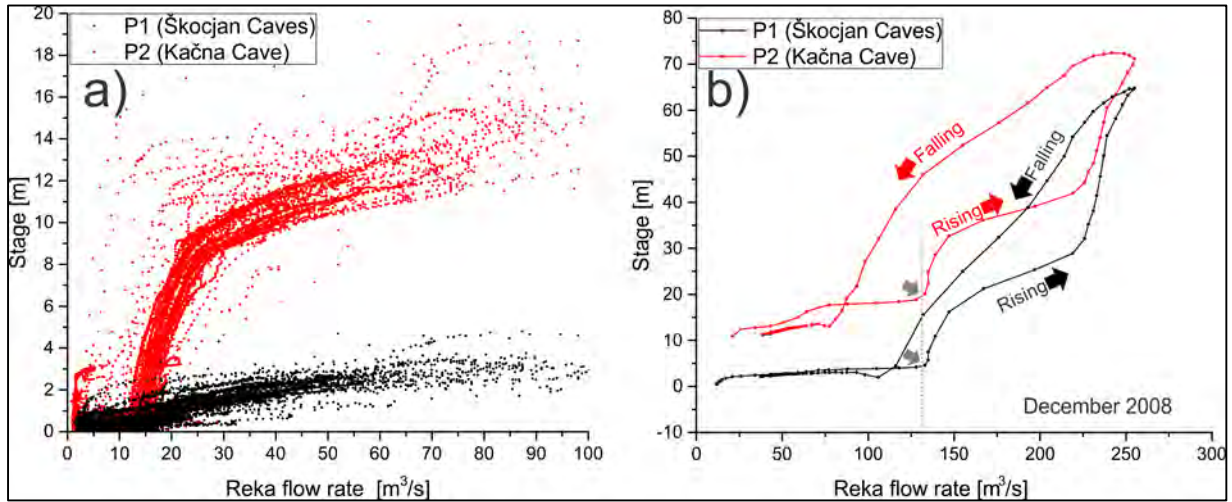 P1 (Škocjan Caves)
P2 (Kačna Cave)
a)
20
18
16
14
12
10
8
6
4
2
0
Stage [m]
0 10 20 30 40 50 60 70 80 90 100
Reka flow rate [m³/s]
P1 (Škocjan Caves)
P2 (Kačna Cave)
b)
80
70
60
50
40
30
20
10
0
-10
Stage [m]
Falling
Falling
Rising
Rising
December 2008
0 50 100 150 200 250 300
Reka flow rate [m³/s]